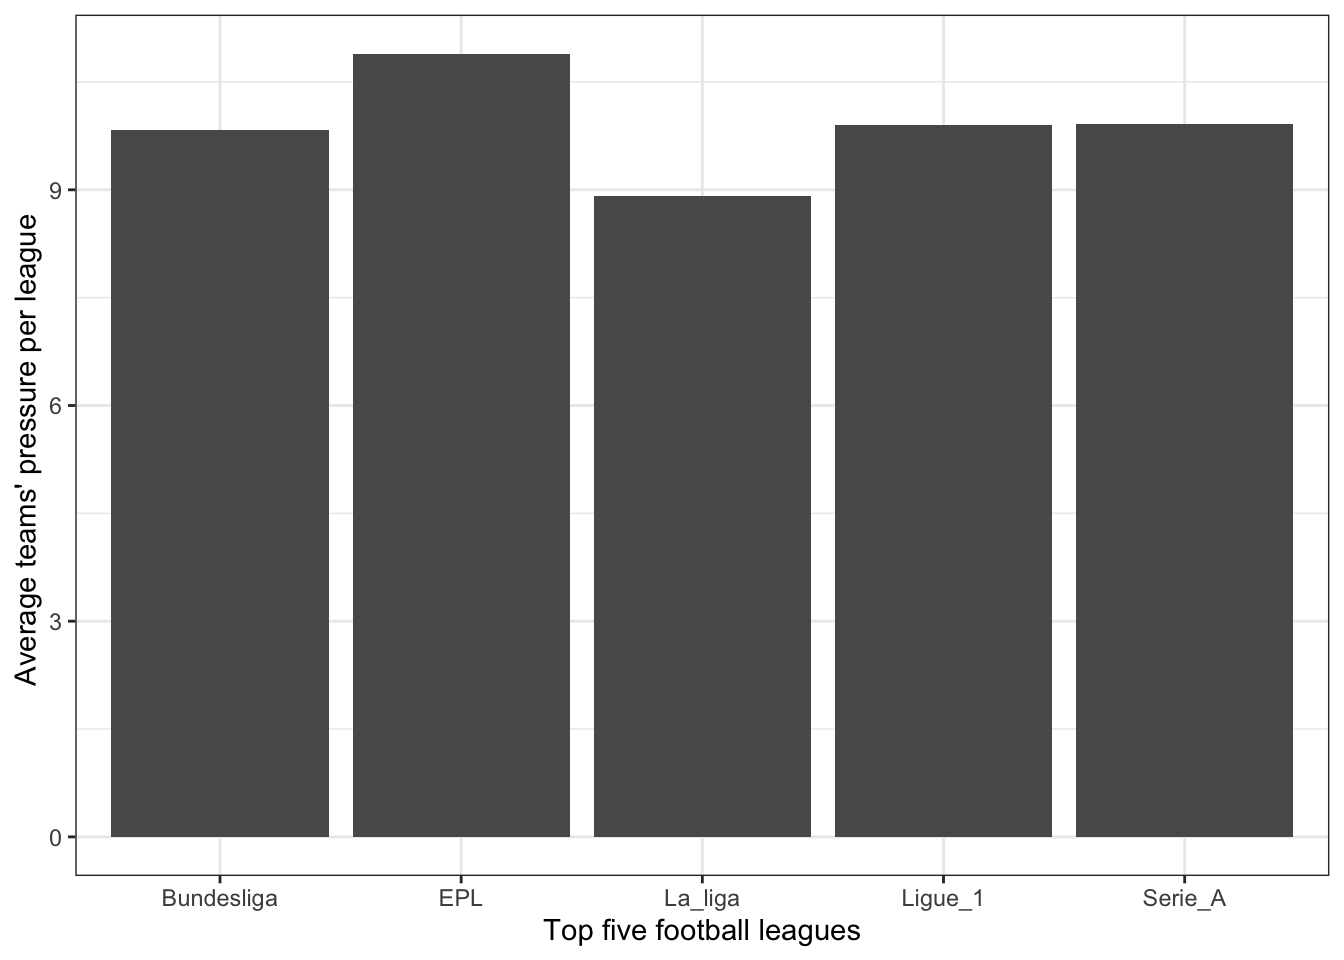 Average teams' pressure per league
9
6
3
0
Bundesliga
EPL
La_liga
Ligue_1
Serie_A
Top five football leagues